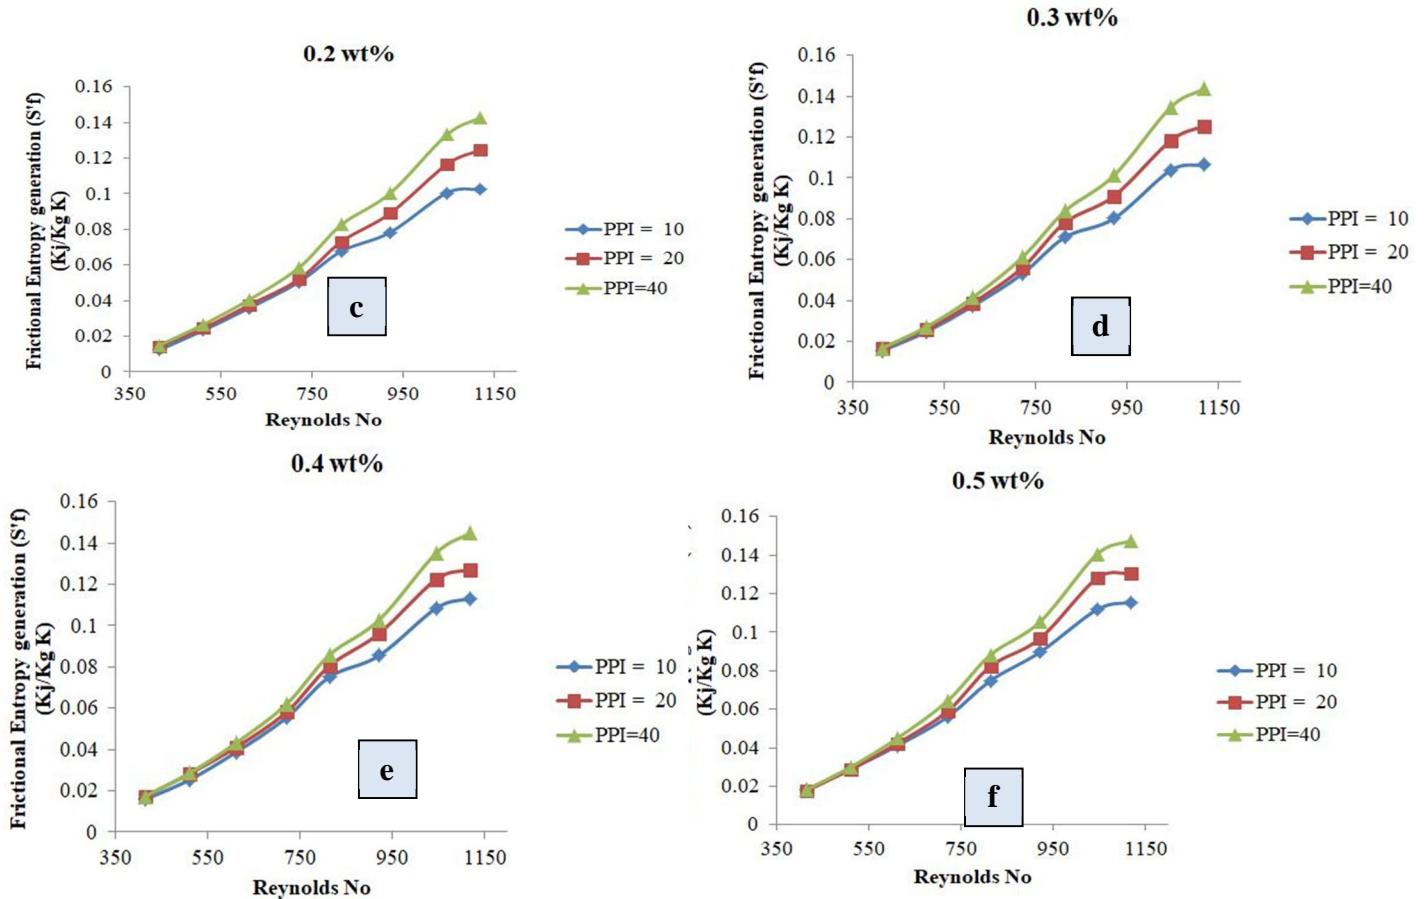 0.2 wt%
Frictional Entropy generation (S'f)
(Kj/Kg K)
0.16
0.14
0.12
0.1
0.08
0.06
0.04
0.02
0
350
550
750
950
1150
Reynolds No
PPI = 10
PPI = 20
PPI=40
c
0.3 wt%
Frictional Entropy generation (S'f)
(Kj/Kg K)
0.16
0.14
0.12
0.1
0.08
0.06
0.04
0.02
0
350
550
750
950
1150
Reynolds No
PPI = 10
PPI = 20
PPI=40
d
0.4 wt%
Frictional Entropy generation (S'f)
(Kj/Kg K)
0.16
0.14
0.12
0.1
0.08
0.06
0.04
0.02
0
350
550
750
950
1150
Reynolds No
PPI = 10
PPI = 20
PPI=40
e
0.5 wt%
(Kj/Kg K)
0.16
0.14
0.12
0.1
0.08
0.06
0.04
0.02
0
350
550
750
950
1150
Reynolds No
PPI = 10
PPI = 20
PPI=40
f